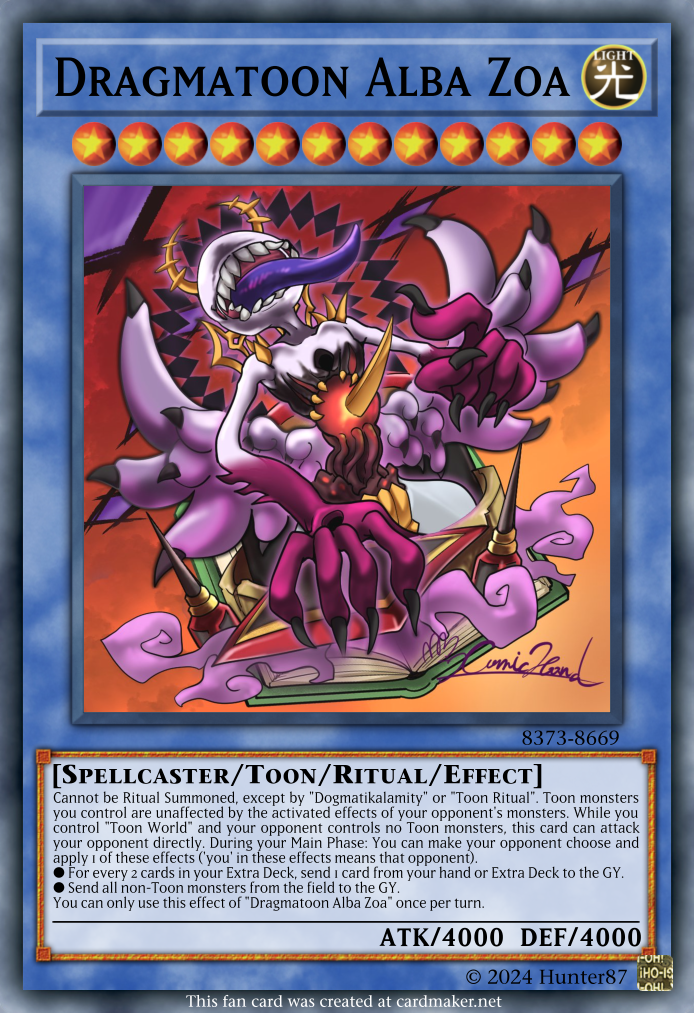 DRAGMATOON ALBA ZOA
LIGHT
光
8373-8669
[SPELLCASTER/TOON/RITUAL/EFFECT]
Cannot be Ritual Summoned, except by "Dogmatikalamity" or "Toon Ritual". Toon monsters
you control are unaffected by the activated effects of your opponent's monsters. While you
control "Toon World" and your opponent controls no Toon monsters, this card can attack
your opponent directly. During your Main Phase: You can make your opponent choose and
apply 1 of these effects ('you' in these effects means that opponent).
● For every 2 cards in your Extra Deck, send 1 card from your hand or Extra Deck to the GY.
● Send all non-Toon monsters from the field to the GY.
You can only use this effect of "Dragmatoon Alba Zoa" once per turn.
ATK/4000 DEF/4000
© 2024 Hunter87
This fan card was created at cardmaker.net